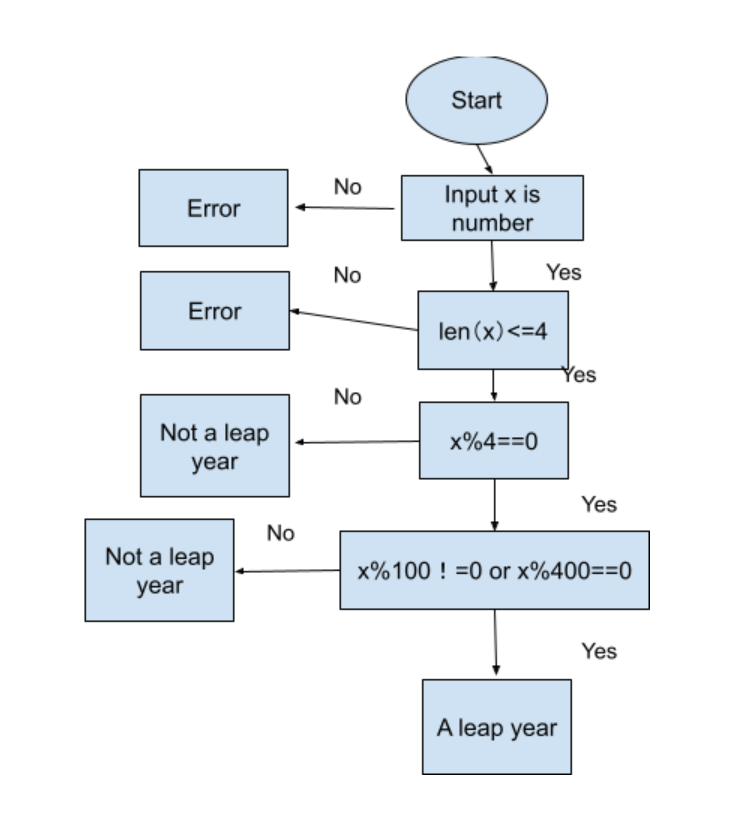 Start
No
Input x is
number
Error
No
Yes
Error
len（x）<=4
Yes
No
Not a leap
year
x%4==0
Yes
No
Not a leap
year
x%100！=0 or x%400==0
Yes
A leap year